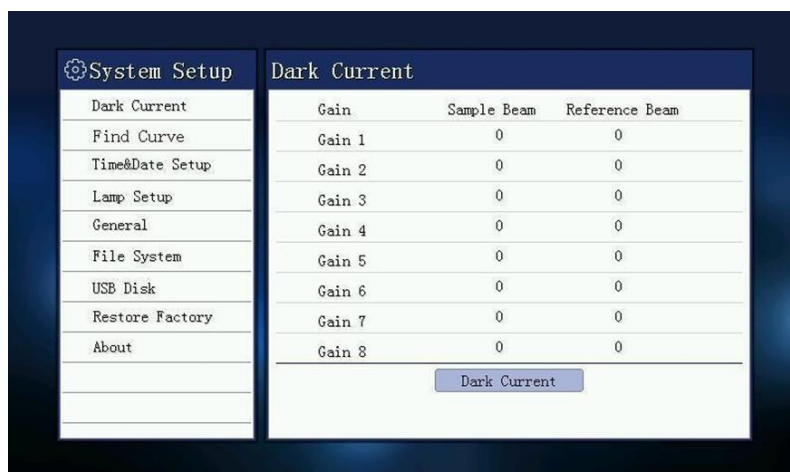 System Setup
Dark Current
Find Curve
Time&Date Setup
Lamp Setup
General
File System
USB Disk
Restore Factory
About
Dark Current
Gain Sample Beam Reference Beam
Gain 1 0 0
Gain 2 0 0
Gain 3 0 0
Gain 4 0 0
Gain 5 0 0
Gain 6 0 0
Gain 7 0 0
Gain 8 0 0
Dark Current